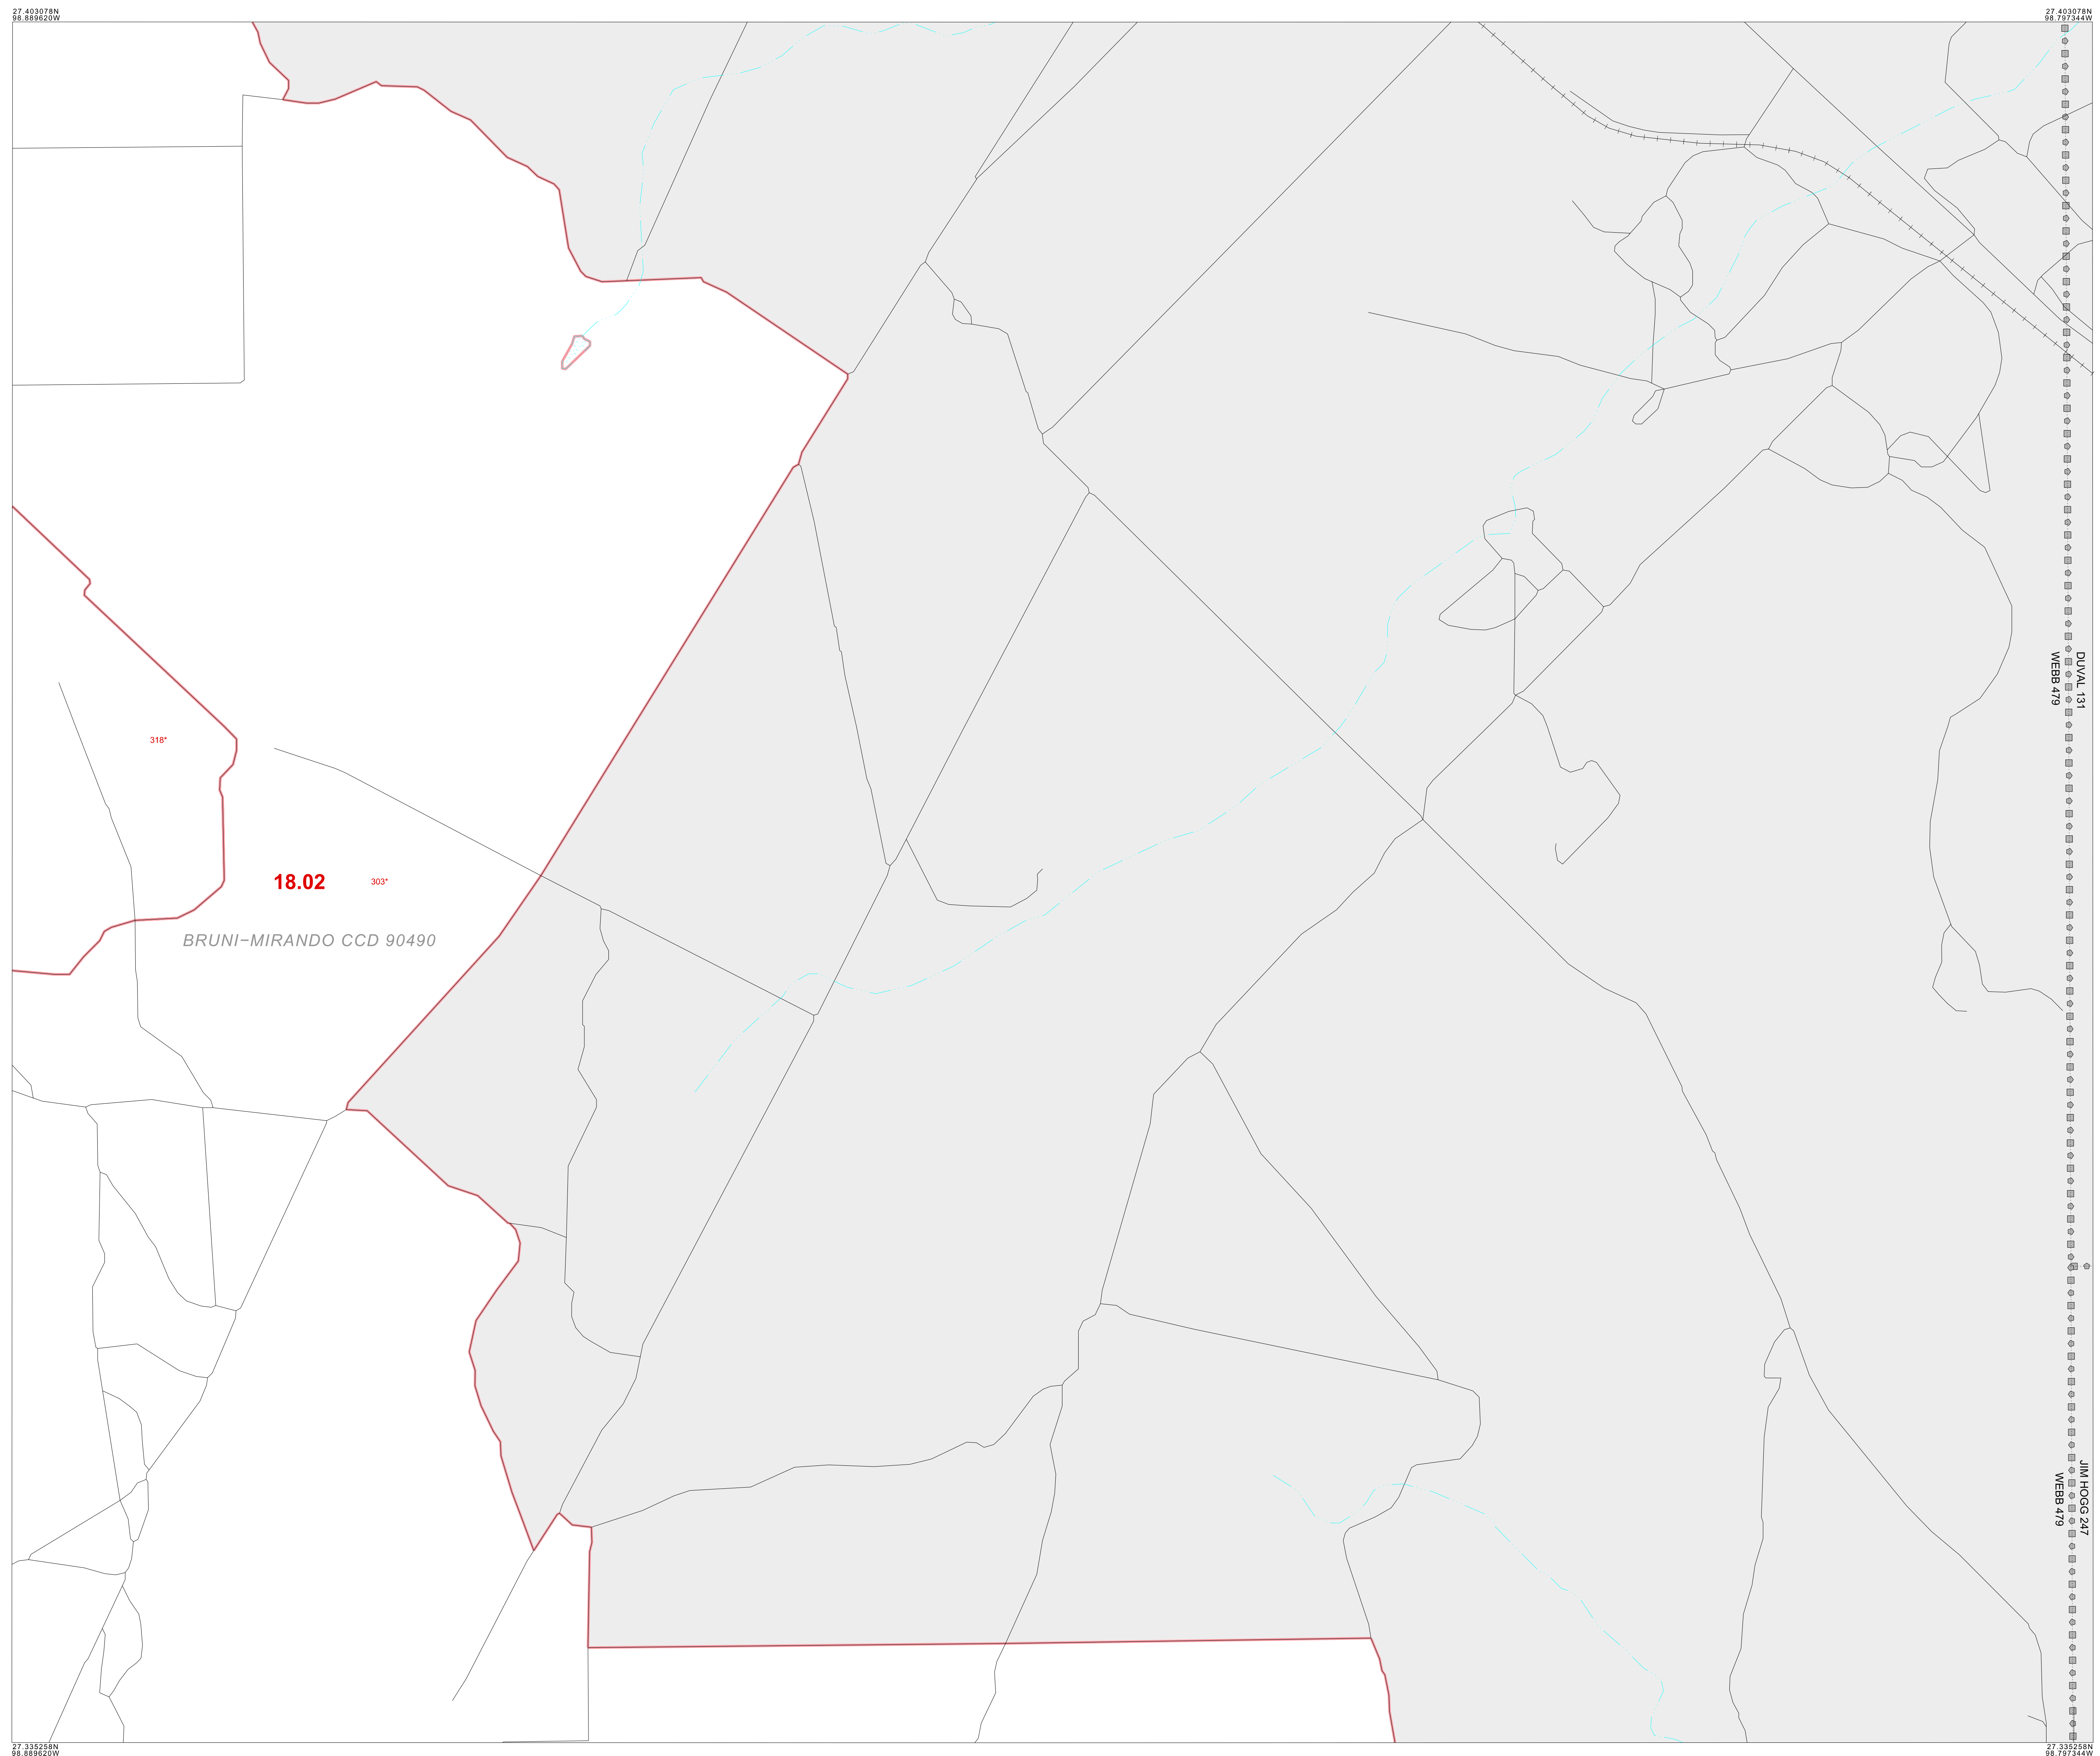 27.403078N
98.889620W
27.403078N
98.797344W
DUVAL 131
WEBB 479
318*
18.02
303*
BRUNI-MIRANDO CCD 90490
JIM HOGG 247
WEBB 479
27.335258N
98.889620W
27.335258N
98.797344W